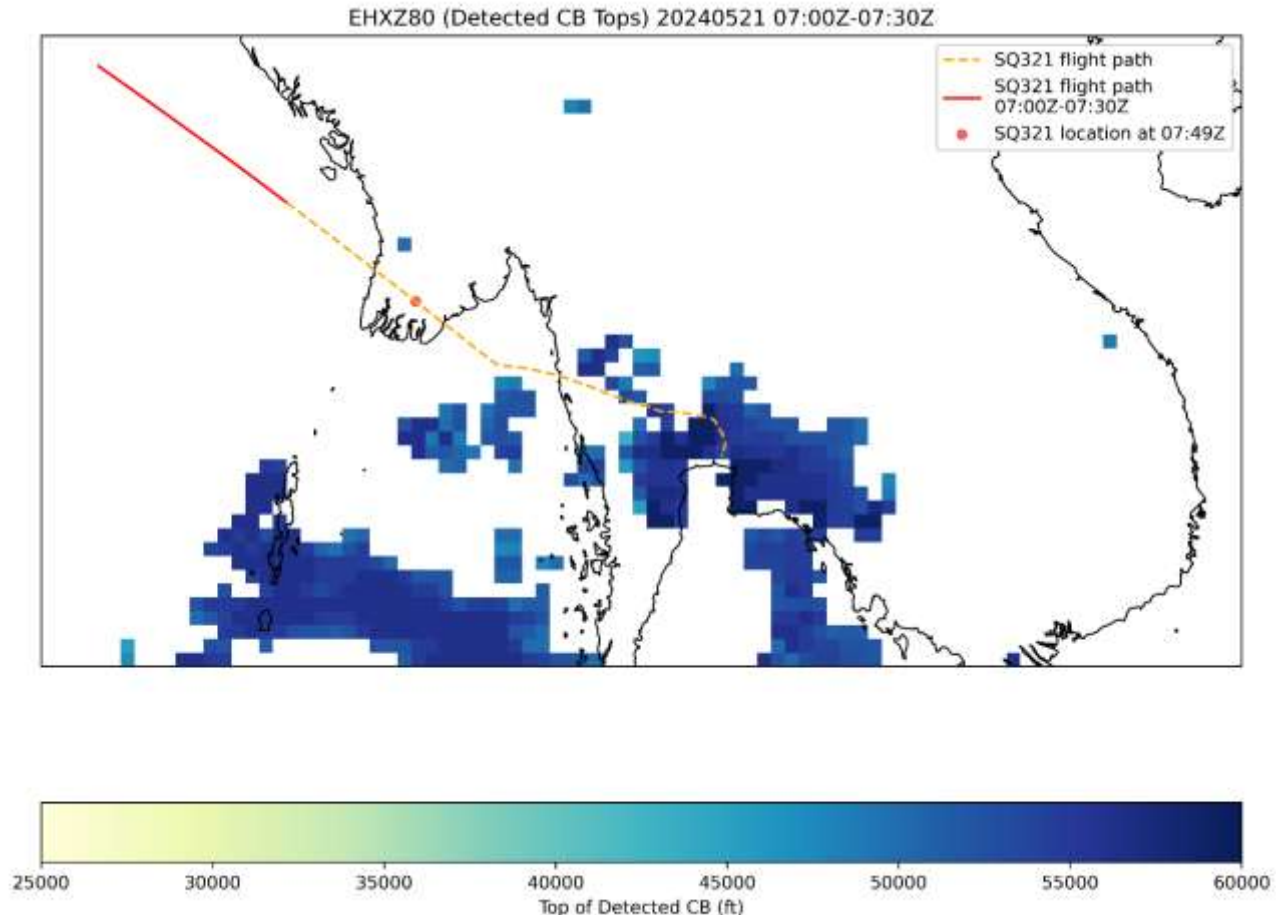 EHXZ80 (Detected CB Tops) 20240521 07:00Z-07:30Z
SQ321 flight path
SQ321 flight path
07:00Z-07:30Z
SQ321 location at 07:49Z
25000 30000 35000 40000 45000 50000 55000 60000
Top of Detected CB (ft)